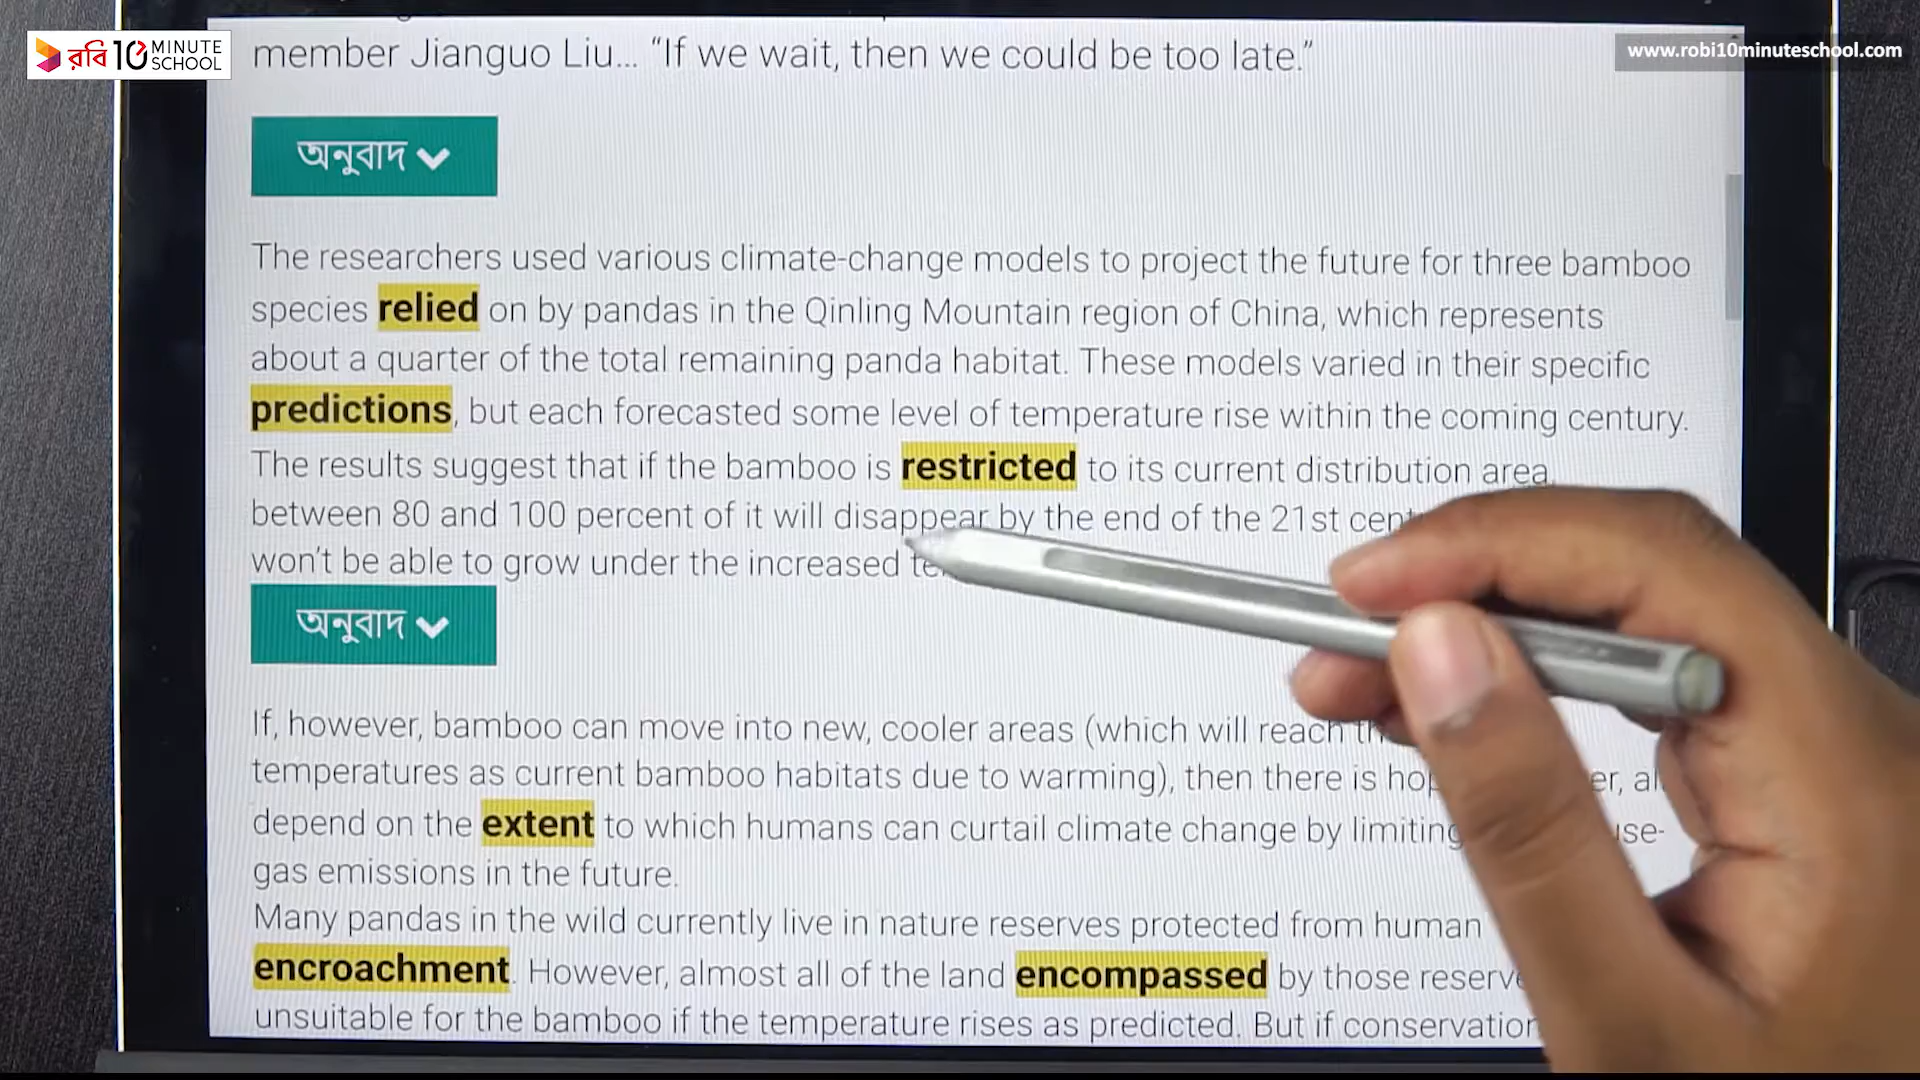 রবি 10 MINUTE SCHOOL
www.robi10minuteschool.com
member Jianguo Liu... “If we wait, then we could be too late.”
অনুবাদ
The researchers used various climate-change models to project the future for three bamboo
species relied on by pandas in the Qinling Mountain region of China, which represents
about a quarter of the total remaining panda habitat. These models varied in their specific
predictions, but each forecasted some level of temperature rise within the coming century.
The results suggest that if the bamboo is restricted to its current distribution area,
between 80 and 100 percent of it will disappear by the end of the 21st
won't be able to grow under the increased
অনুবাদ
If, however, bamboo can move into new, cooler areas (which will reach
temperatures as current bamboo habitats due to warming), then there is
depend on the extent to which humans can curtail climate change by limiting
gas emissions in the future.
Many pandas in the wild currently live in nature reserves protected from human
encroachment. However, almost all of the land encompassed by those
unsuitable for the bamboo if the temperature rises as predicted. But if conservation